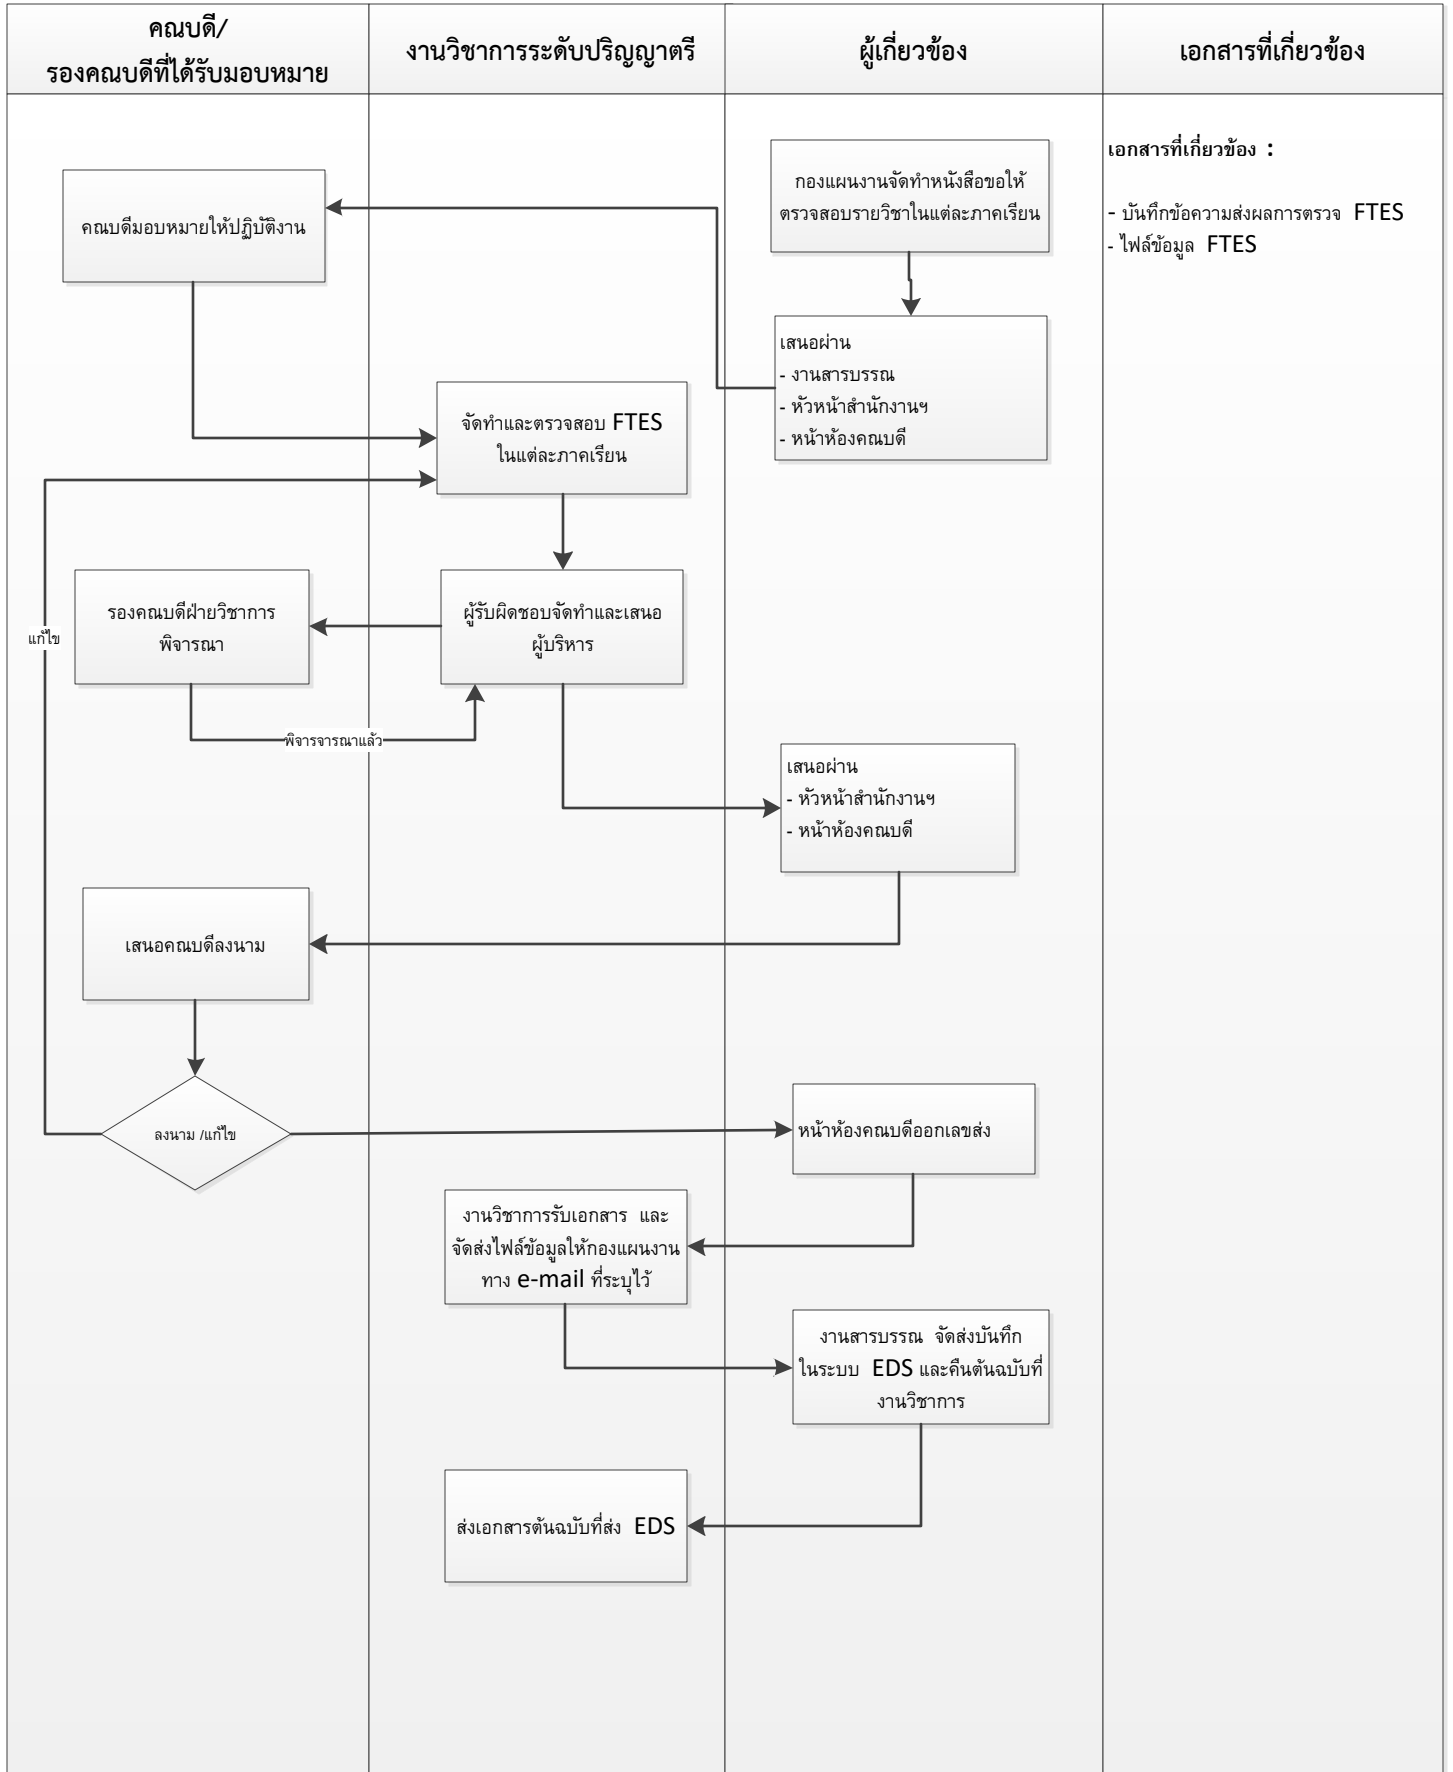 คณบดี/
รองคณบดีที่ได้รับมอบหมาย
งานวิชาการระดับปริญญาตรี
ผู้เกี่ยวข้อง
เอกสารที่เกี่ยวข้อง
กองแผนงานจัดทำหนังสือขอให้
ตรวจสอบรายวิชาในแต่ละภาคเรียน
เอกสารที่เกี่ยวข้อง :
- บันทึกข้อความส่งผลการตรวจ FTES
- ไฟล์ข้อมูล FTES
คณบดีมอบหมายให้ปฏิบัติงาน
เสนอผ่าน
- งานสารบรรณ
- หัวหน้าสำนักงานฯ
- หน้าห้องคณบดี
จัดทำและตรวจสอบ FTES
ในแต่ละภาคเรียน
รองคณบดีฝ่ายวิชาการ
พิจารณา
ผู้รับผิดชอบจัดทำและเสนอ
ผู้บริหาร
แก้ไข
พิจารจารณาแล้ว
เสนอผ่าน
- หัวหน้าสำนักงานฯ
- หน้าห้องคณบดี
เสนอคณบดีลงนาม
ลงนาม /แก้ไข
หน้าห้องคณบดีออกเลขส่ง
งานวิชาการรับเอกสาร และ
จัดส่งไฟล์ข้อมูลให้กองแผนงาน
ทาง e-mail ที่ระบุไว้
งานสารบรรณ จัดส่งบันทึก
ในระบบ EDS และคืนต้นฉบับที่
งานวิชาการ
ส่งเอกสารต้นฉบับที่ส่ง EDS